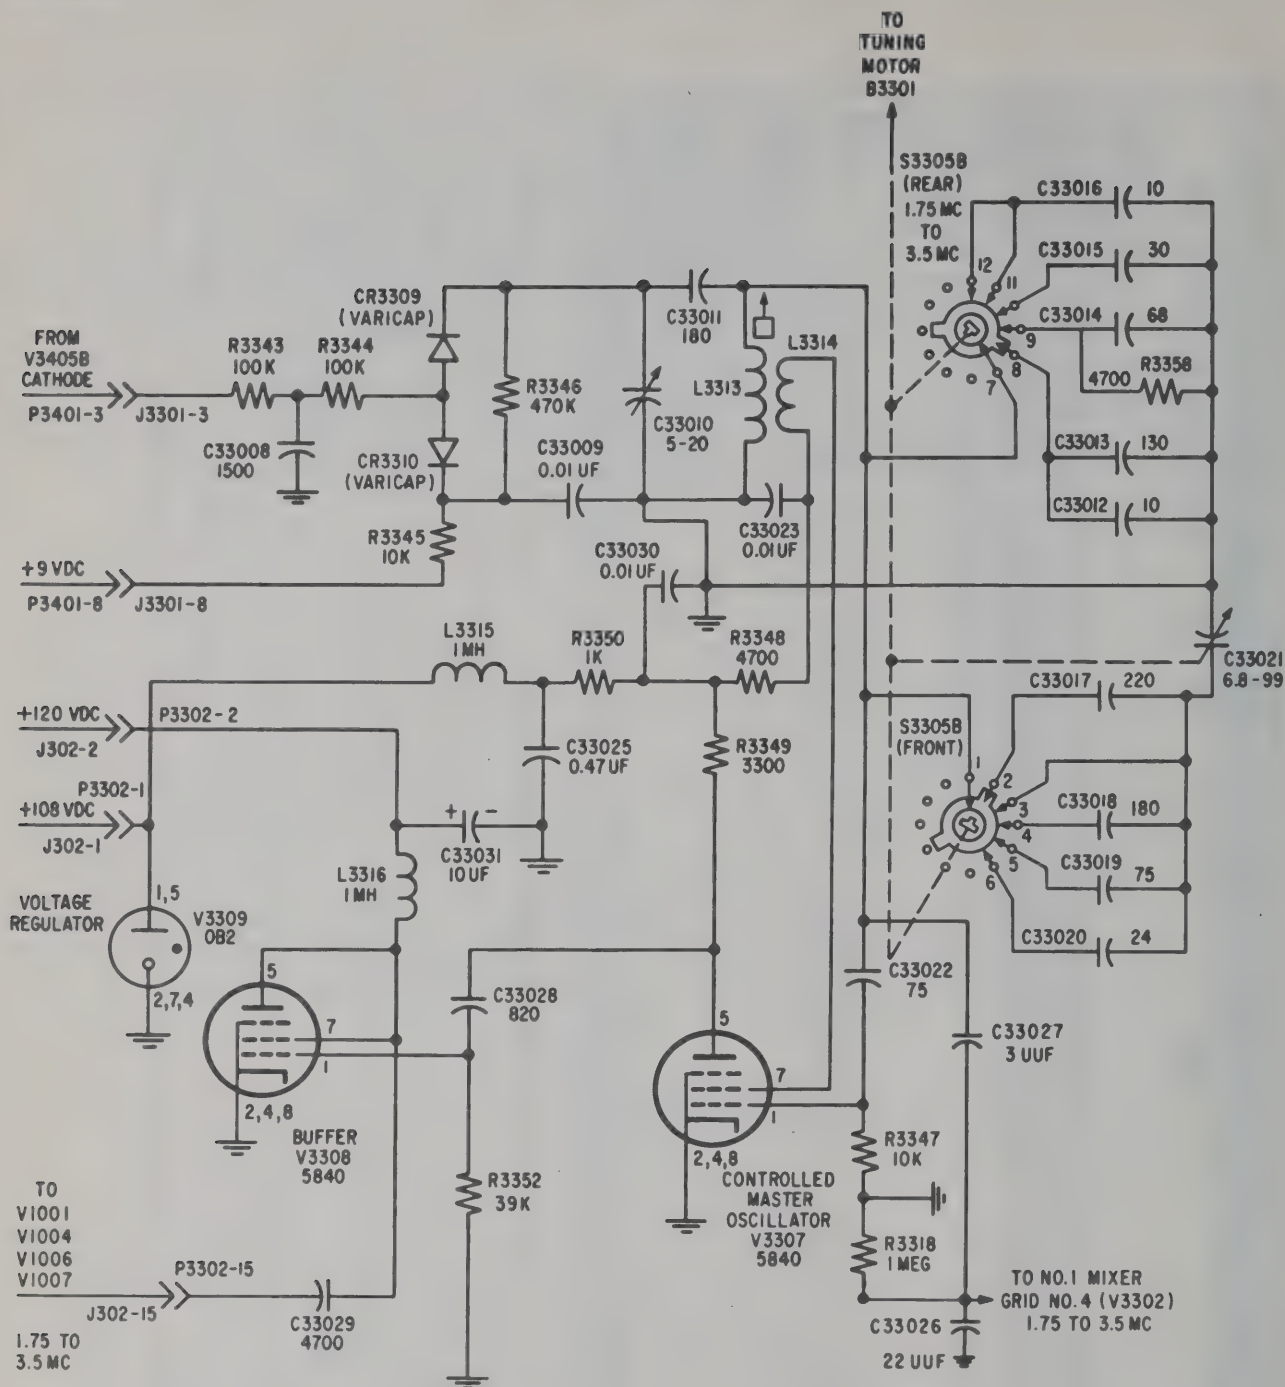 TO
TUNING
MOTOR
B3301
S3305B
(REAR)
1.75 MC
TO
3.5 MC
C33016 10
C33015 30
C33014 68
R3358
4700
C33013 130
C33012 10
12
11
9
8
7
CR3309
(VARICAP)
C33011
180
L3314
L3313
FROM
V3405B
CATHODE
P3401-3 J3301-3
R3343
100K
R3344
100K
C33008
1500
R3346
470K
C33010
5-20
C33009
0.01 UF
CR3310
(VARICAP)
R3345
10K
C33023
0.01 UF
C33030
0.01 UF
+9 VDC
P3401-8 J3301-8
L3315
1 MH
R3350
1K
R3348
4700
C33021
6.8-99
C33017 220
S3305B
(FRONT)
1
2
3
4
5
6
C33018 180
C33019 75
C33020 24
+120 VDC P3302-2
J302-2
P3302-1
+108 VDC
J302-1
C33025
0.47 UF
R3349
3300
+ -
C33031
10 UF
L3316
1 MH
VOLTAGE
REGULATOR
1,5
V3309
OB2
2,7,4
5
7
1
2,4,8
BUFFER
V3308
5840
C33028
820
R3352
39K
5
7
1
2,4,8
CONTROLLED
MASTER
OSCILLATOR
V3307
5840
C33022
75
C33027
3 UUF
R3347
10K
R3318
1 MEG
TO NO.1 MIXER
GRID NO.4 (V3302)
1.75 TO 3.5 MC
C33026
22 UUF
TO
V1001
V1004
V1006
V1007
P3302-15
J302-15
C33029
4700
1.75 TO
3.5 MC